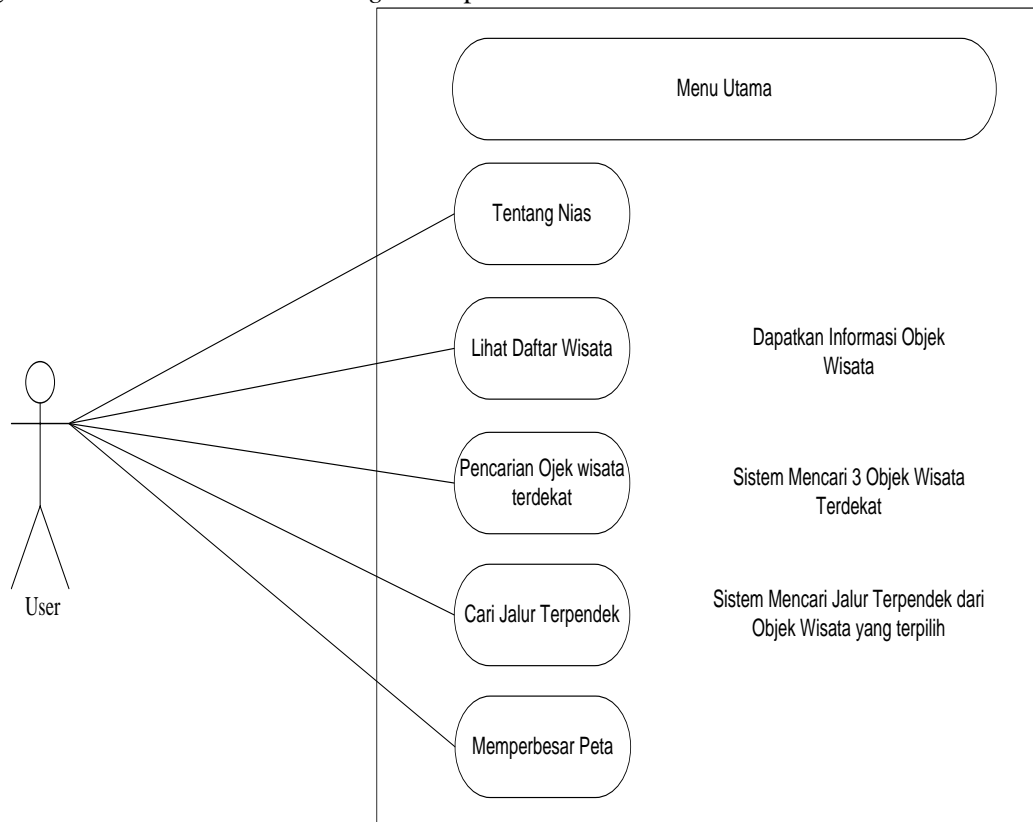 Menu Utama
Tentang Nias
Lihat Daftar Wisata
Dapatkan Informasi Objek
Wisata
Pencarian Ojek wisata
terdekat
Sistem Mencari 3 Objek Wisata
Terdekat
Cari Jalur Terpendek
Sistem Mencari Jalur Terpendek dari
Objek Wisata yang terpilih
User
Memperbesar Peta